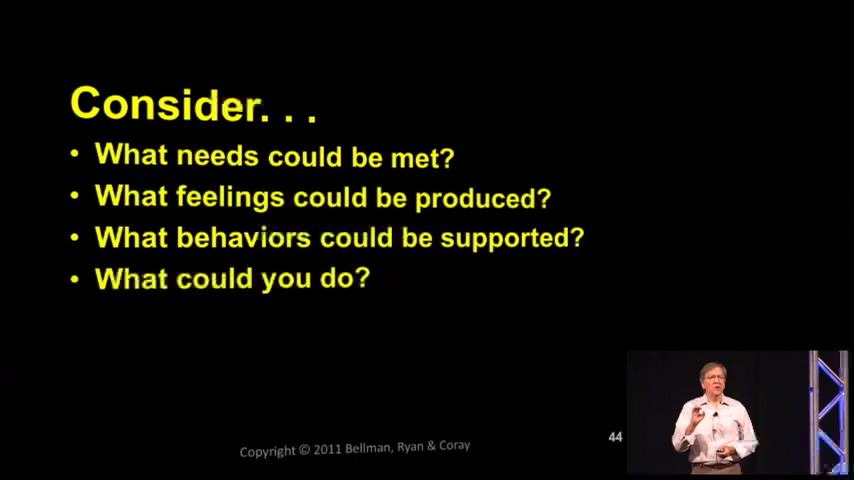 Consider. . .
• What needs could be met?
• What feelings could be produced?
• What behaviors could be supported?
• What could you do?
44
Copyright © 2011 Bellman, Ryan & Coray